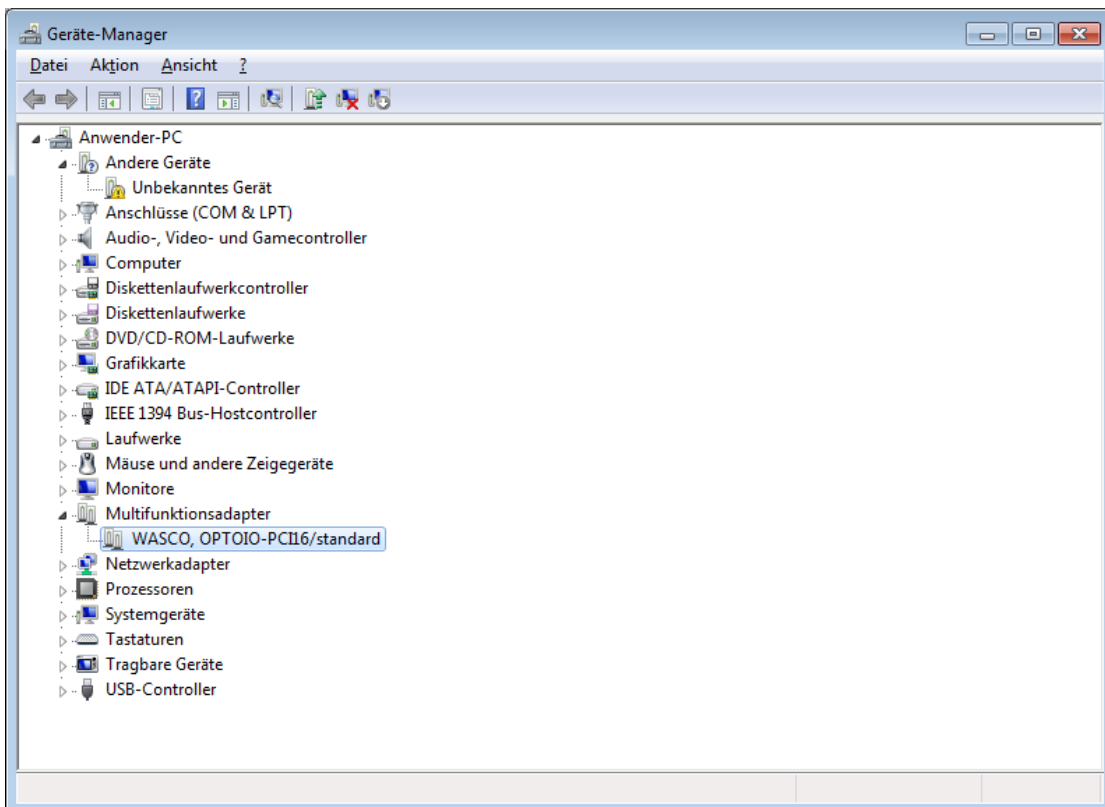 Geräte-Manager
Datei Aktion Ansicht ?
Anwender-PC
Andere Geräte
Unbekanntes Gerät
Anschlüsse (COM & LPT)
Audio-, Video- und Gamecontroller
Computer
Diskettenlaufwerkcontroller
Diskettenlaufwerke
DVD/CD-ROM-Laufwerke
Grafikkarte
IDE ATA/ATAPI-Controller
IEEE 1394 Bus-Hostcontroller
Laufwerke
Mäuse und andere Zeigegeräte
Monitore
Multifunktionsadapter
WASCO, OPTOIO-PCI16/standard
Netzwerkadapter
Prozessoren
Systemgeräte
Tastaturen
Tragbare Geräte
USB-Controller